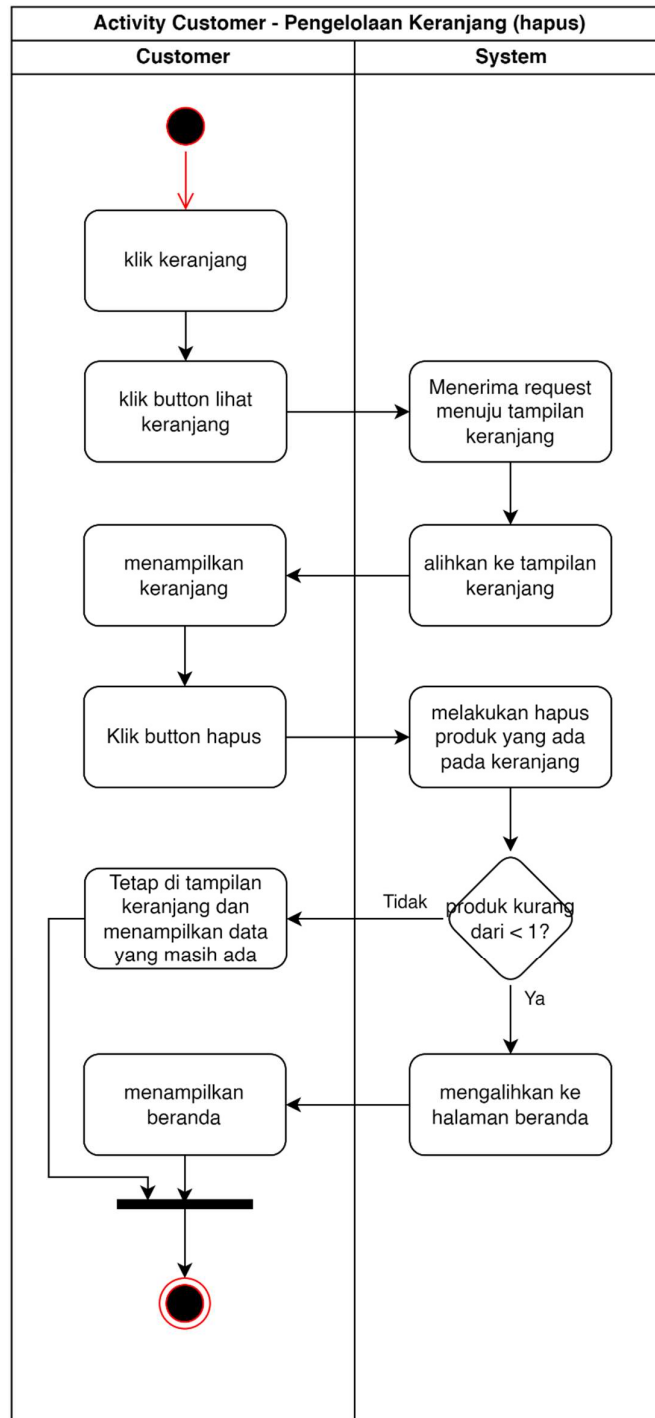 Activity Customer - Pengelolaan Keranjang (hapus)
Customer
System
klik keranjang
klik button lihat
keranjang
Menerima request
menuju tampilan
keranjang
menampilkan
keranjang
alihkan ke tampilan
keranjang
Klik button hapus
melakukan hapus
produk yang ada
pada keranjang
Tetap di tampilan
keranjang dan
menampilkan data
yang masih ada
Tidak
produk kurang
dari < 1?
Ya
menampilkan
beranda
mengalihkan ke
halaman beranda